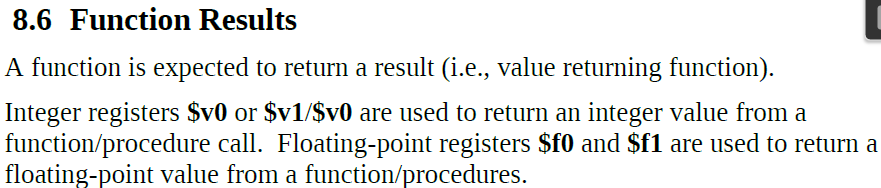 8.6 Function Results
A function is expected to return a result (i.e., value returning function).
Integer registers $v0 or $v1/$v0 are used to return an integer value from a
function/procedure call. Floating-point registers $f0 and $f1 are used to return a
floating-point value from a function/procedures.